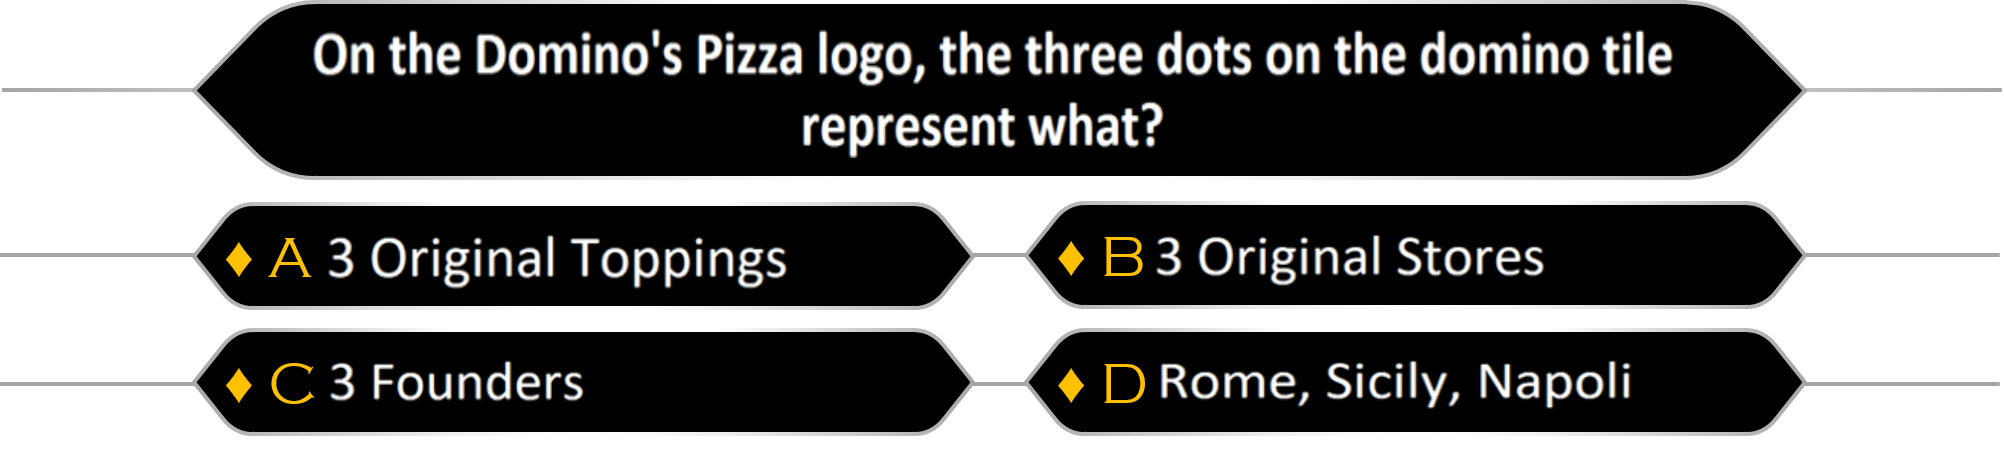 On the Domino's Pizza logo, the three dots on the domino tile
represent what?
A 3 Original Toppings
B 3 Original Stores
C 3 Founders
D Rome, Sicily, Napoli